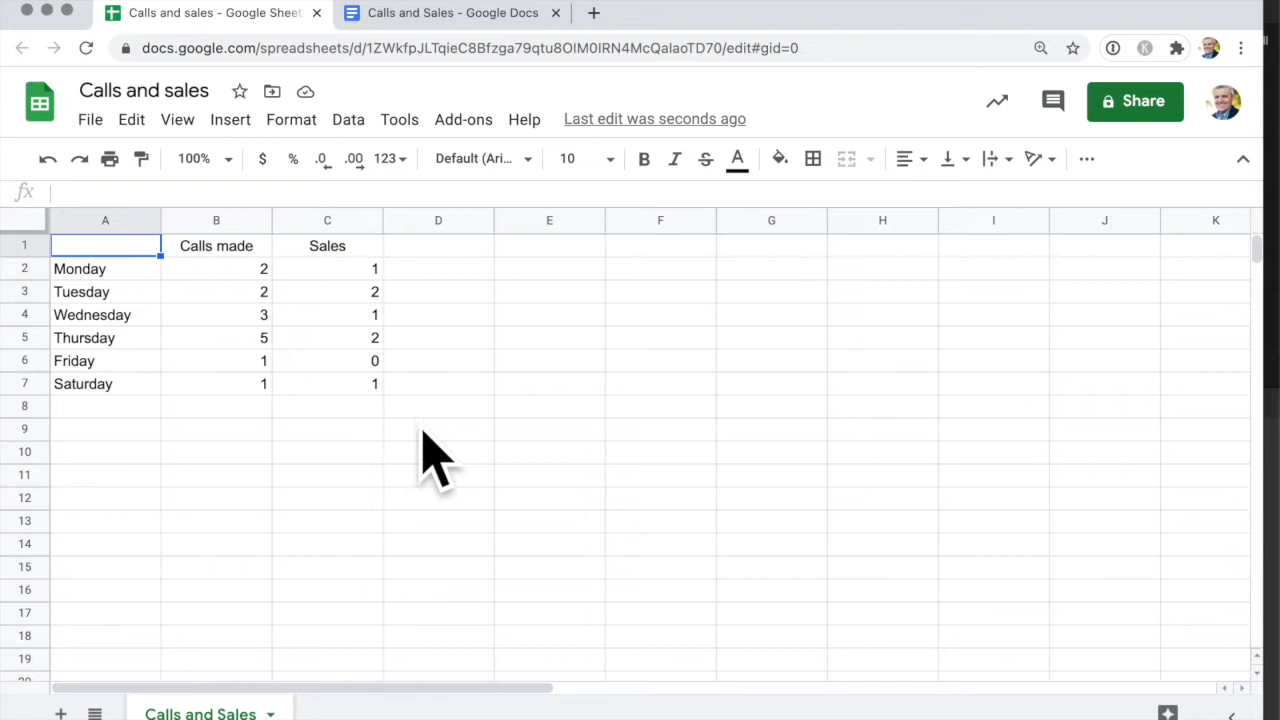 Calls and sales - Google Sheet
Calls and Sales - Google Docs
docs.google.com/spreadsheets/d/1ZWkfpJLTqieC8Bfzga79qtu8OIM0IRN4McQaIaoTD70/edit#gid=0
Calls and sales
File Edit View Insert Format Data Tools Add-ons Help Last edit was seconds ago
Share
100% $ % .0 .00 123 Default (Ari... 10 B I S A
fx
A B C D E F G H I J K
1 Calls made Sales
2 Monday 2 1
3 Tuesday 2 2
4 Wednesday 3 1
5 Thursday 5 2
6 Friday 1 0
7 Saturday 1 1
8
9
10
11
12
13
14
15
16
17
18
19
20
Calls and Sales